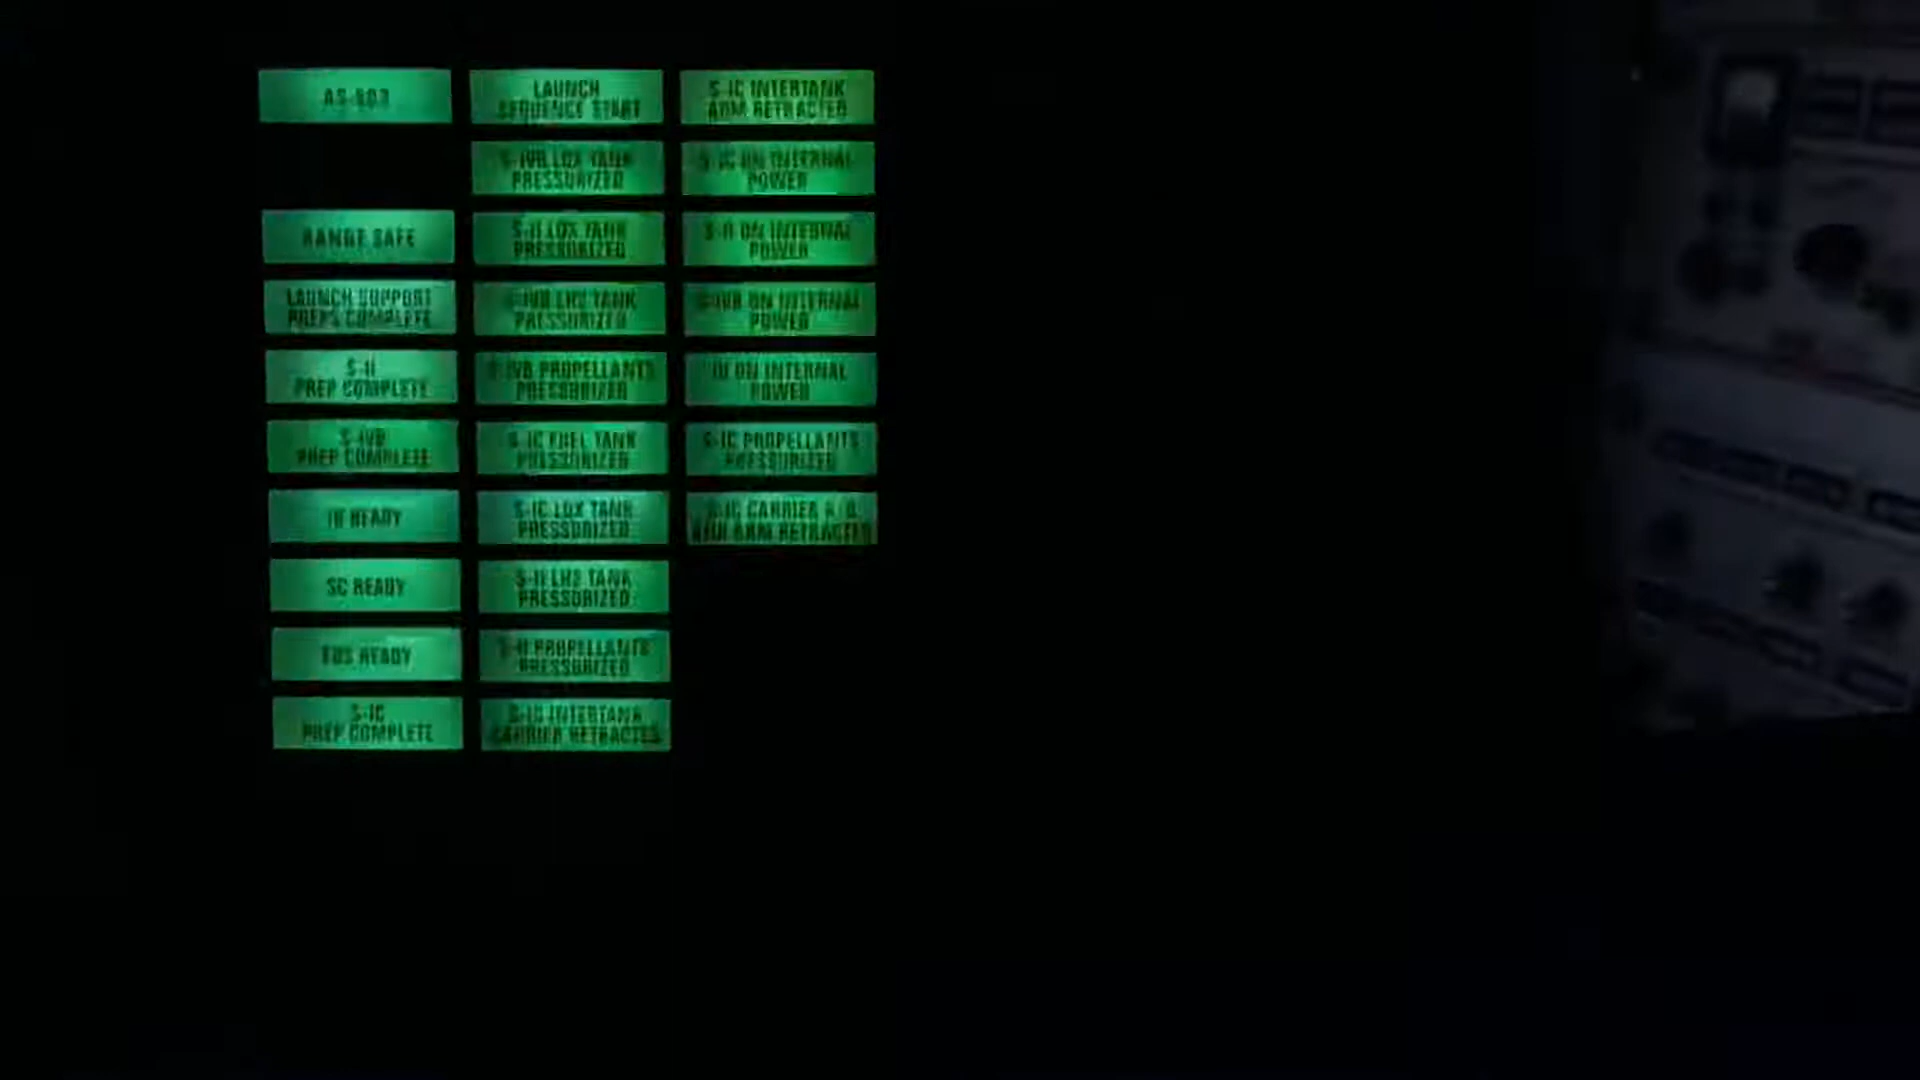 AS-503
RANGE SAFE
LAUNCH SUPPORT
PREPS COMPLETE
S-II
PREP COMPLETE
S-IVB
PREP COMPLETE
IU READY
SC READY
EDS READY
S-IC
PREP COMPLETE
LAUNCH
SEQUENCE START
S-IVB LOX TANK
PRESSURIZED
S-II LOX TANK
PRESSURIZED
S-IVB LH2 TANK
PRESSURIZED
S-IVB PROPELLANTS
PRESSURIZED
S-IC FUEL TANK
PRESSURIZED
S-IC LOX TANK
PRESSURIZED
S-II LH2 TANK
PRESSURIZED
S-II PROPELLANTS
PRESSURIZED
S-IC INTERTANK
CARRIER RETRACTED
S-IC INTERTANK
ARM RETRACTED
S-IC ON INTERNAL
POWER
S-II ON INTERNAL
POWER
S-IVB ON INTERNAL
POWER
IU ON INTERNAL
POWER
S-IC PROPELLANTS
PRESSURIZED
S-IC CARRIER
ARM RETRACTED